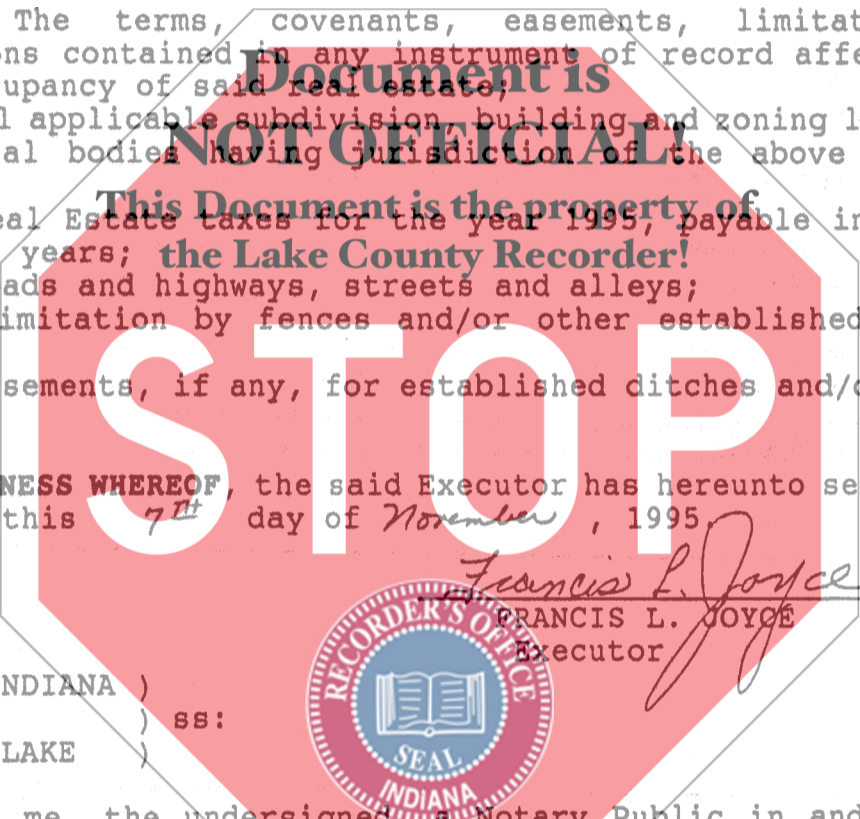 The terms, covenants, easements, limitat
ns contained in any instrument of record affe
upancy of said real estate;
Document is
l applicable subdivision, building and zoning l
NOT OFFICIAL!
al bodies having jurisdiction of the above
This Document is the property of
eal Estate taxes for the year 1995, payable in
years;
the Lake County Recorder!
ads and highways, streets and alleys;
imitation by fences and/or other established
sements, if any, for established ditches and/o
STOP
NESS WHEREOF, the said Executor has hereunto se
this 7th day of November, 1995.
Francis L. Joyce
FRANCIS L. JOYCE
Executor
RECORDER'S OFFICE
SEAL
INDIANA
NDIANA )
) ss:
LAKE )
me, the undersigned, a Notary Public in and